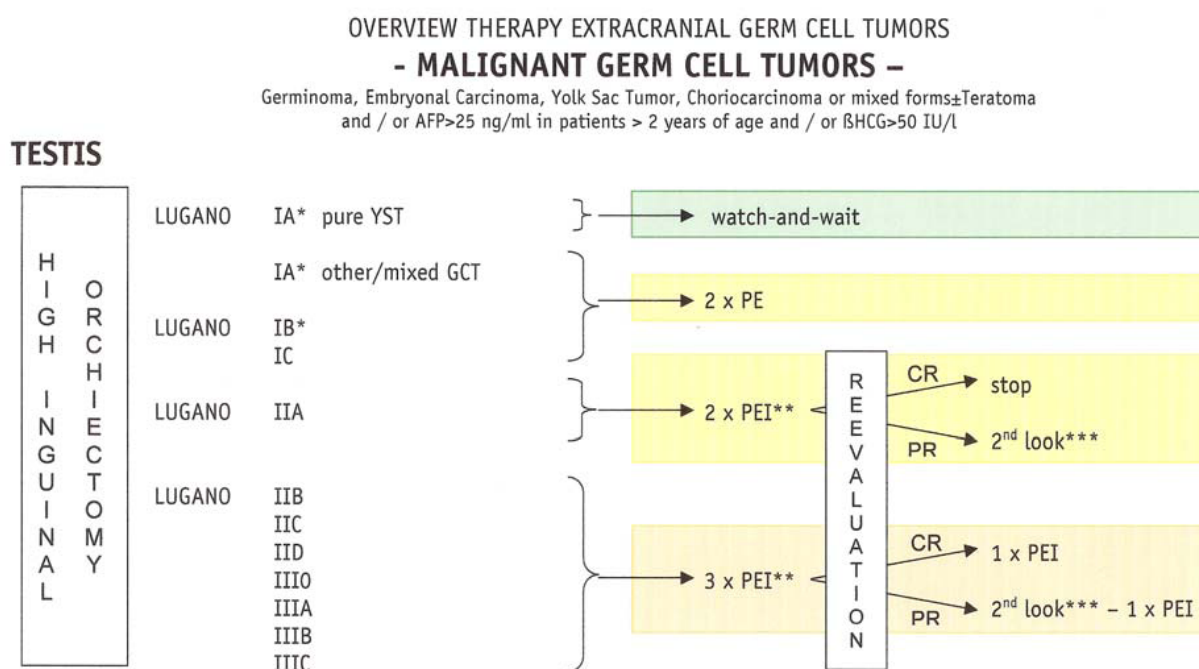 OVERVIEW THERAPY EXTRACRANIAL GERM CELL TUMORS
- MALIGNANT GERM CELL TUMORS –
Germinoma, Embryonal Carcinoma, Yolk Sac Tumor, Choriocarcinoma or mixed forms±Teratoma
and / or AFP>25 ng/ml in patients > 2 years of age and / or ßHCG>50 IU/l
TESTIS
HIGH INGUINAL
ORCHIECTOMY
LUGANO IA* pure YST
watch-and-wait
IA* other/mixed GCT
LUGANO IB*
IC
2 x PE
LUGANO IIA
2 x PEI**
REEVALUATION
CR stop
PR 2nd look***
LUGANO IIB
IIC
IID
IIIO
IIIA
IIIB
IIIC
3 x PEI**
CR 1 x PEI
PR 2nd look*** – 1 x PEI